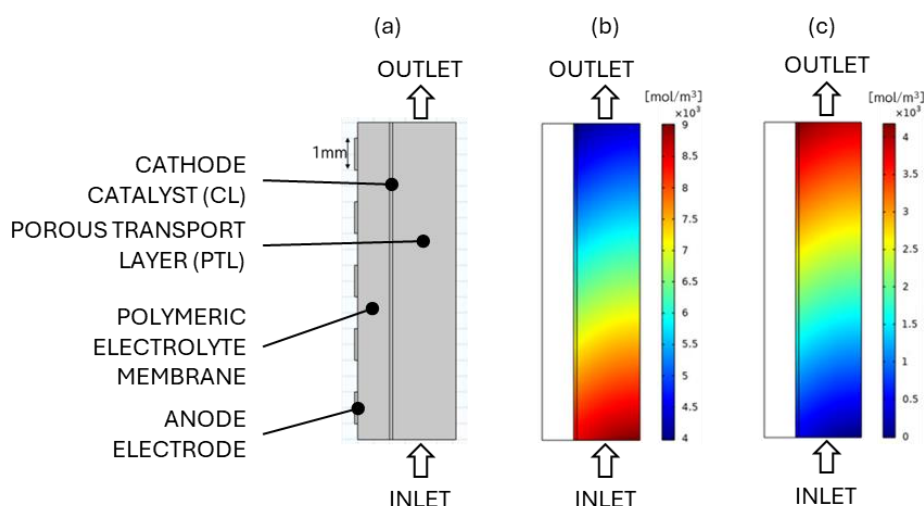 (a)
OUTLET
1mm
CATHODE
CATALYST (CL)
POROUS TRANSPORT
LAYER (PTL)
POLYMERIC
ELECTROLYTE
MEMBRANE
ANODE
ELECTRODE
INLET
(b)
OUTLET
[mol/m³]
×10³
9
8.5
8
7.5
7
6.5
6
5.5
5
4.5
4
INLET
(c)
OUTLET
[mol/m³]
×10³
4
3.5
3
2.5
2
1.5
1
0.5
0
INLET